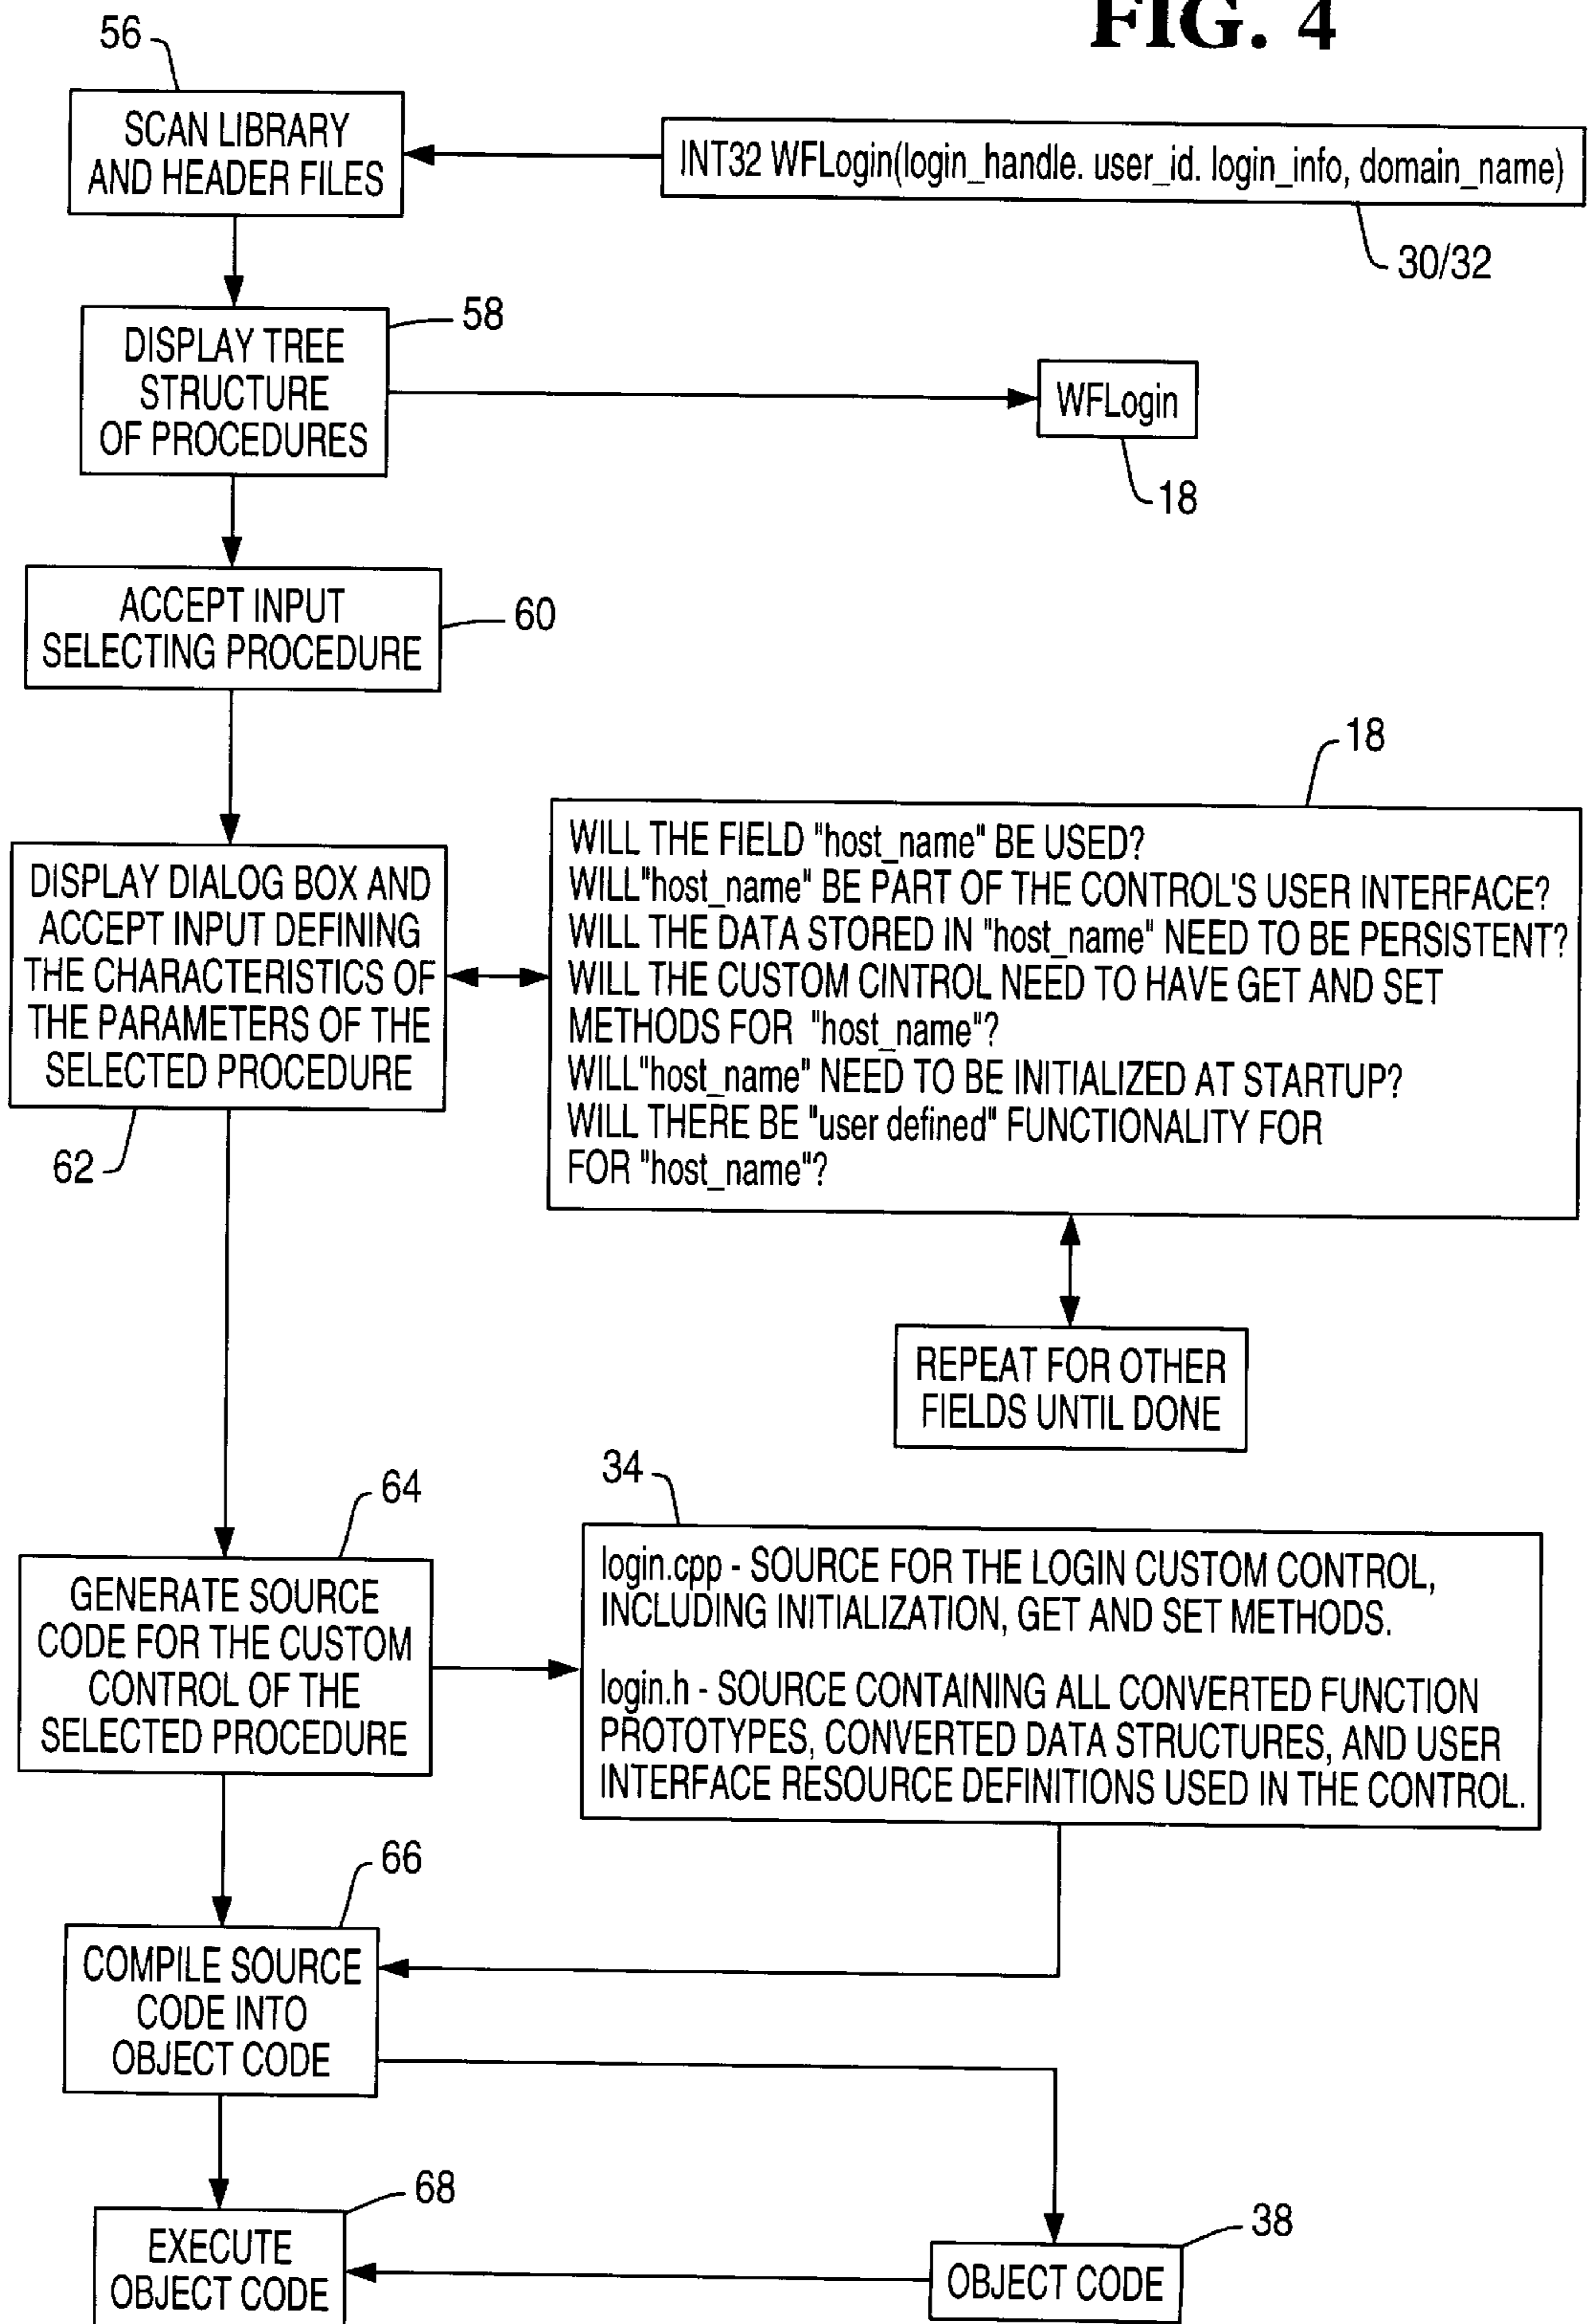 FIG. 4
56
SCAN LIBRARY
AND HEADER FILES
INT32 WFLogin(login_handle. user_id. login_info, domain_name)
30/32
DISPLAY TREE
STRUCTURE
OF PROCEDURES
58
WFLogin
18
ACCEPT INPUT
SELECTING PROCEDURE
60
18
DISPLAY DIALOG BOX AND
ACCEPT INPUT DEFINING
THE CHARACTERISTICS OF
THE PARAMETERS OF THE
SELECTED PROCEDURE
62
WILL THE FIELD "host_name" BE USED?
WILL"host_name" BE PART OF THE CONTROL'S USER INTERFACE?
WILL THE DATA STORED IN "host_name" NEED TO BE PERSISTENT?
WILL THE CUSTOM CINTROL NEED TO HAVE GET AND SET
METHODS FOR "host_name"?
WILL"host_name" NEED TO BE INITIALIZED AT STARTUP?
WILL THERE BE "user defined" FUNCTIONALITY FOR
FOR "host_name"?
REPEAT FOR OTHER
FIELDS UNTIL DONE
64
GENERATE SOURCE
CODE FOR THE CUSTOM
CONTROL OF THE
SELECTED PROCEDURE
34
login.cpp - SOURCE FOR THE LOGIN CUSTOM CONTROL,
INCLUDING INITIALIZATION, GET AND SET METHODS.
login.h - SOURCE CONTAINING ALL CONVERTED FUNCTION
PROTOTYPES, CONVERTED DATA STRUCTURES, AND USER
INTERFACE RESOURCE DEFINITIONS USED IN THE CONTROL.
66
COMPILE SOURCE
CODE INTO
OBJECT CODE
68
EXECUTE
OBJECT CODE
38
OBJECT CODE